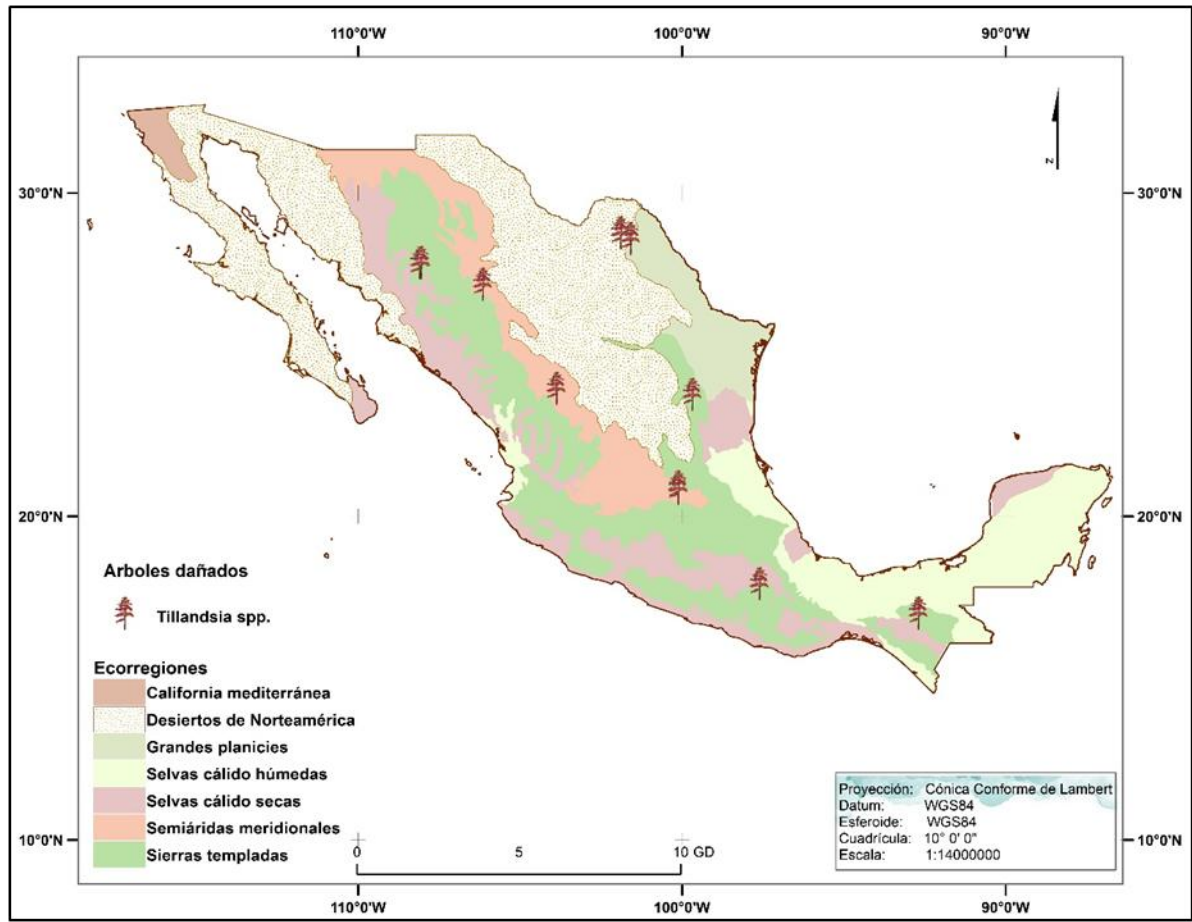 110°0'W 100°0'W 90°0'W
z
30°0'N 30°0'N
20°0'N 20°0'N
Arboles dañados
Tillandsia spp.
Ecorregiones
California mediterránea
Desiertos de Norteamérica
Grandes planicies
Selvas cálido húmedas
Selvas cálido secas
Semiáridas meridionales
Sierras templadas
Proyección: Cónica Conforme de Lambert
Datum: WGS84
Esferoide: WGS84
Cuadrícula: 10° 0' 0"
Escala: 1:14000000
10°0'N 10°0'N
0 5 10 GD
110°0'W 100°0'W 90°0'W